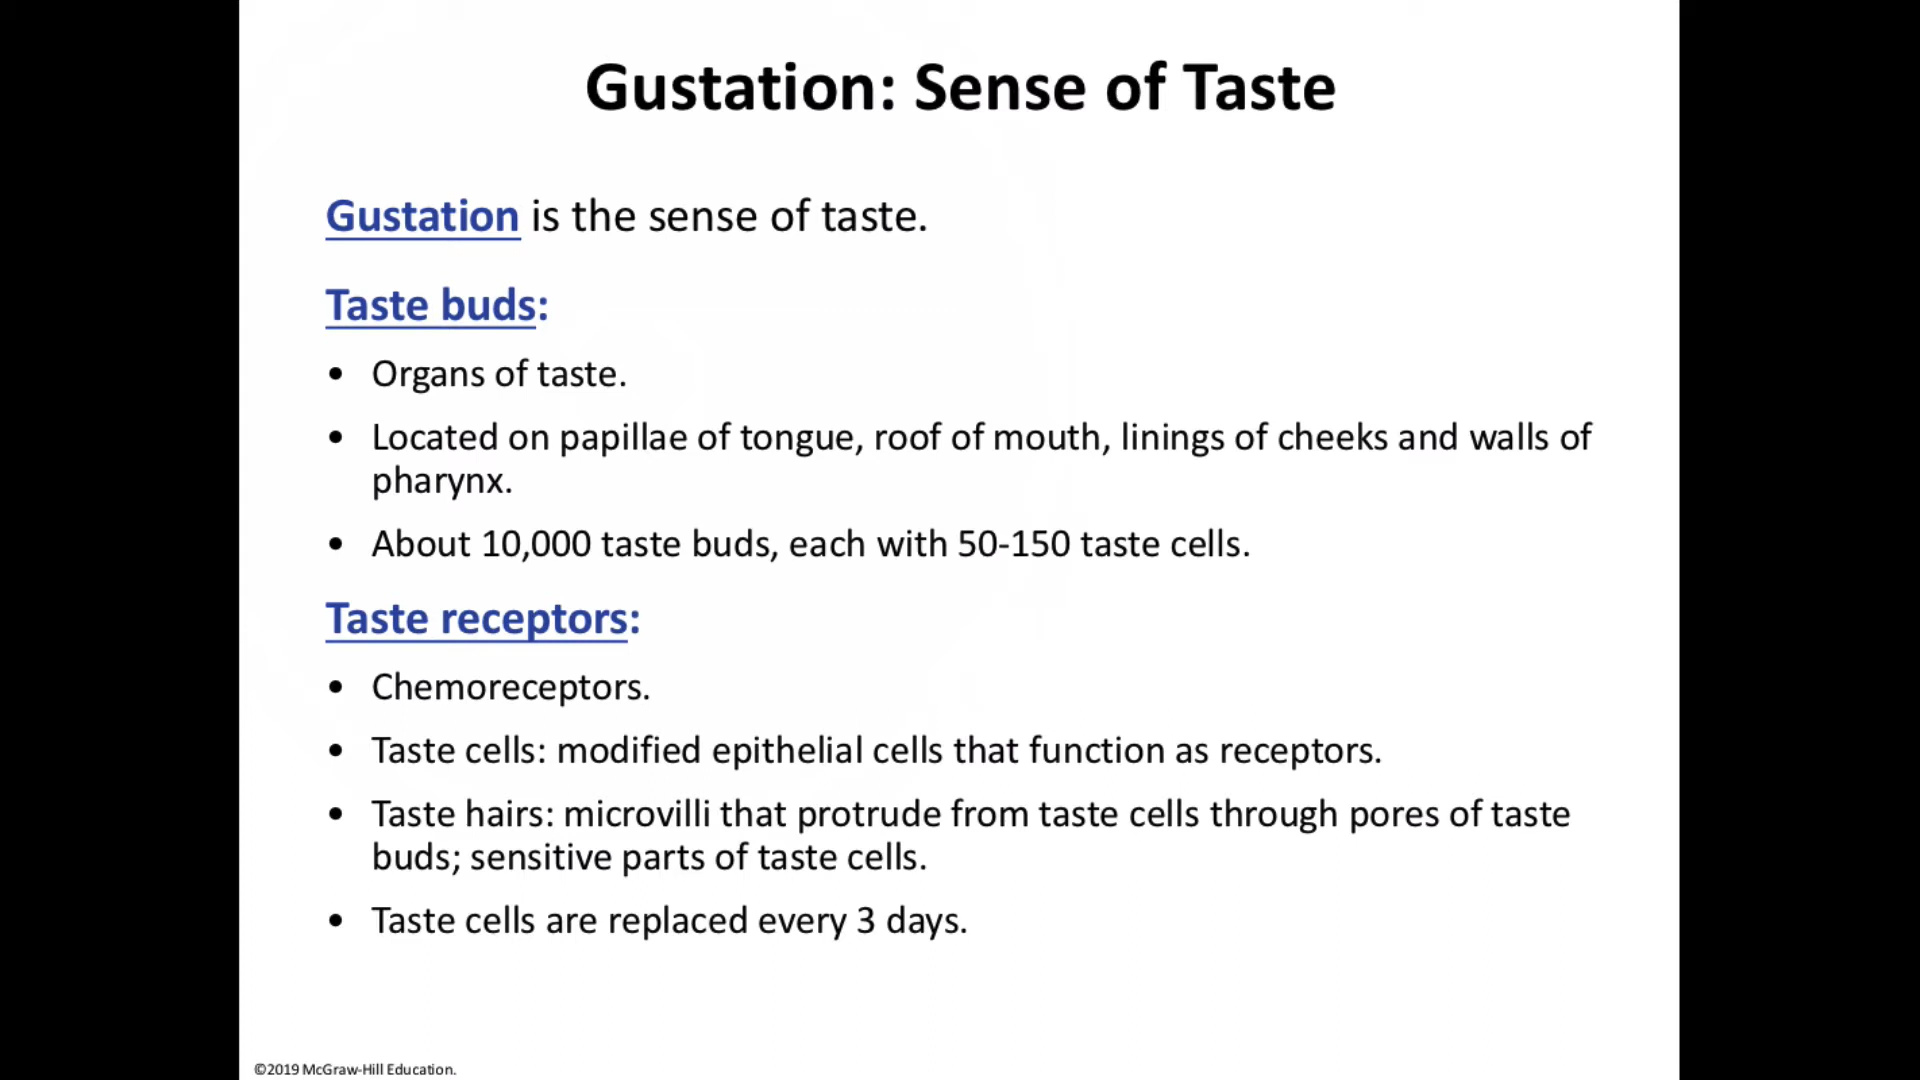 Gustation: Sense of Taste
Gustation is the sense of taste.
Taste buds:
• Organs of taste.
• Located on papillae of tongue, roof of mouth, linings of cheeks and walls of
pharynx.
• About 10,000 taste buds, each with 50-150 taste cells.
Taste receptors:
• Chemoreceptors.
• Taste cells: modified epithelial cells that function as receptors.
• Taste hairs: microvilli that protrude from taste cells through pores of taste
buds; sensitive parts of taste cells.
• Taste cells are replaced every 3 days.
©2019 McGraw-Hill Education.